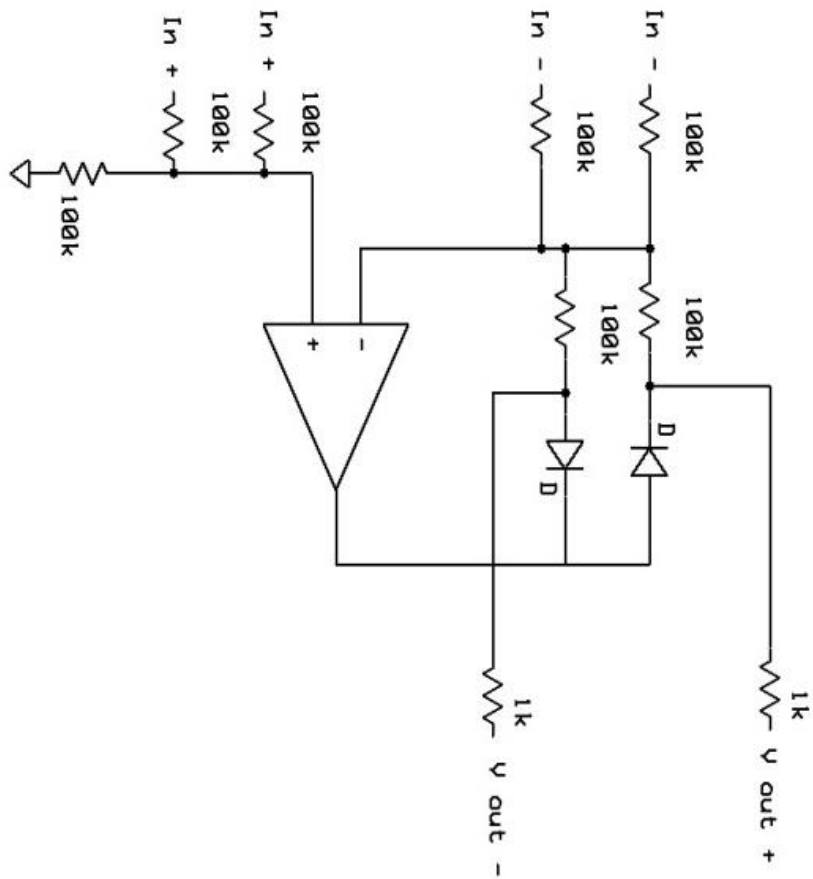 In +
In +
In -
In -
100k
100k
100k
100k
100k
100k
100k
+
-
D
D
1k
1k
V out -
V out +